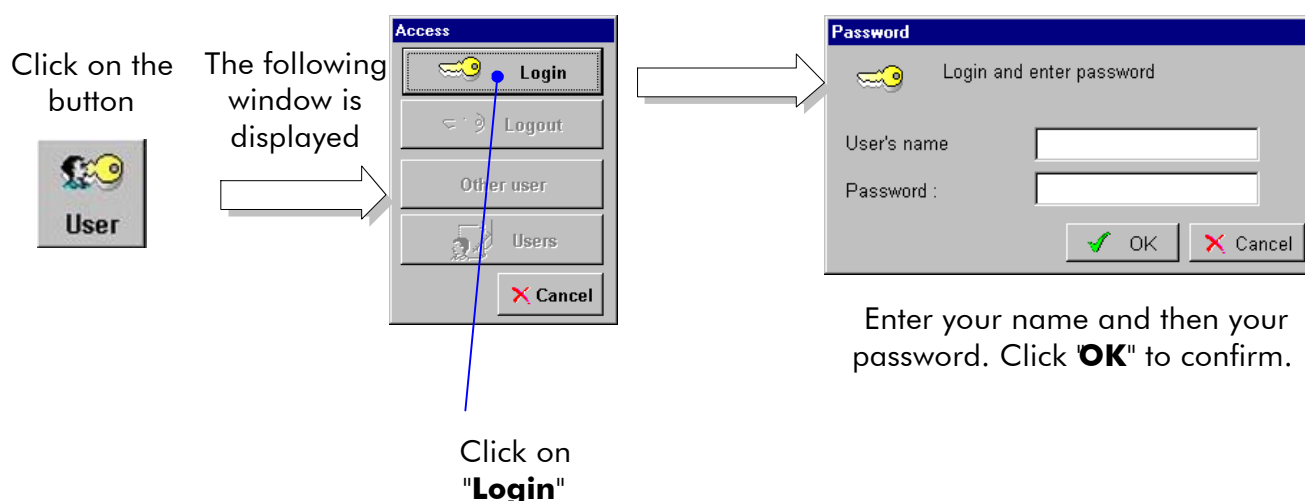 Click on the
button
User
The following
window is
displayed
Access
Login
Logout
Other user
Users
Cancel
Click on
"Login"
Password
Login and enter password
User's name
Password :
OK
Cancel
Enter your name and then your
password. Click "OK" to confirm.